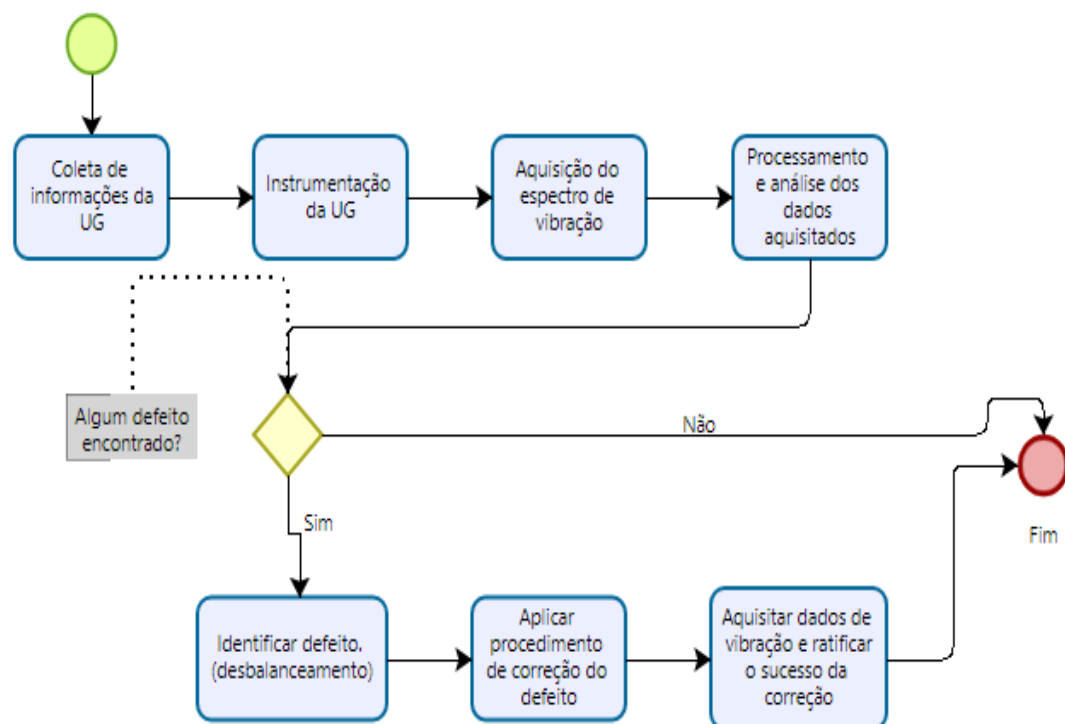 Coleta de
informações da
UG
Instrumentação
da UG
Aquisição do
espectro de
vibração
Processamento
e análise dos
dados
aquisitados
Algum defeito
encontrado?
Não
Sim
Fim
Identificar defeito.
(desbalanceamento)
Aplicar
procedimento
de correção do
defeito
Aquisitar dados de
vibração e ratificar
o sucesso da
correção